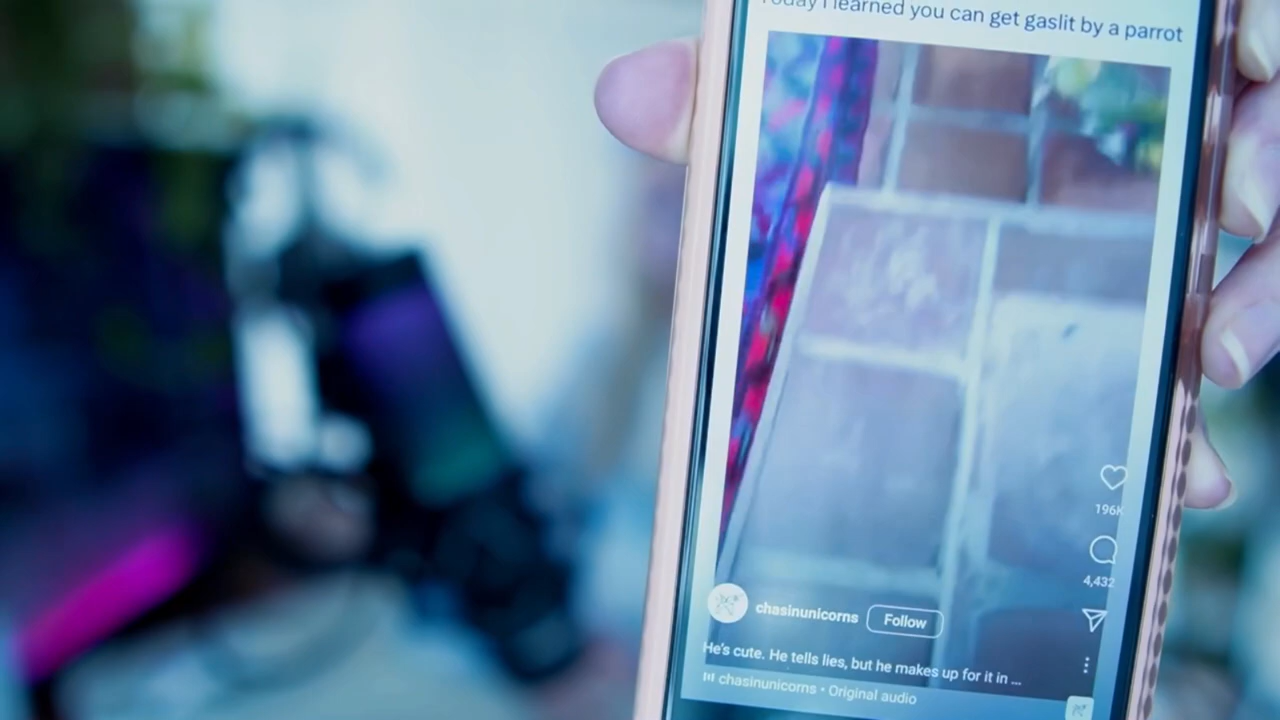 Today I learned you can get gaslit by a parrot
196K
4,432
chasinunicorns
Follow
He's cute. He tells lies, but he makes up for it in ...
chasinunicorns • Original audio